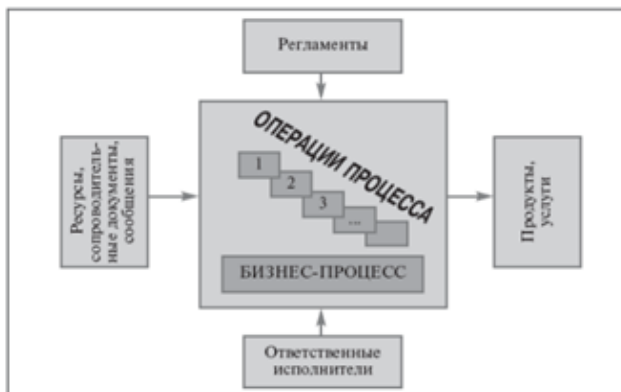 Регламенты
Ресурсы,
сопроводитель-
ные документы,
сообщения
ОПЕРАЦИИ ПРОЦЕССА
1
2
3
...
БИЗНЕС-ПРОЦЕСС
Продукты,
услуги
Ответственные
исполнители